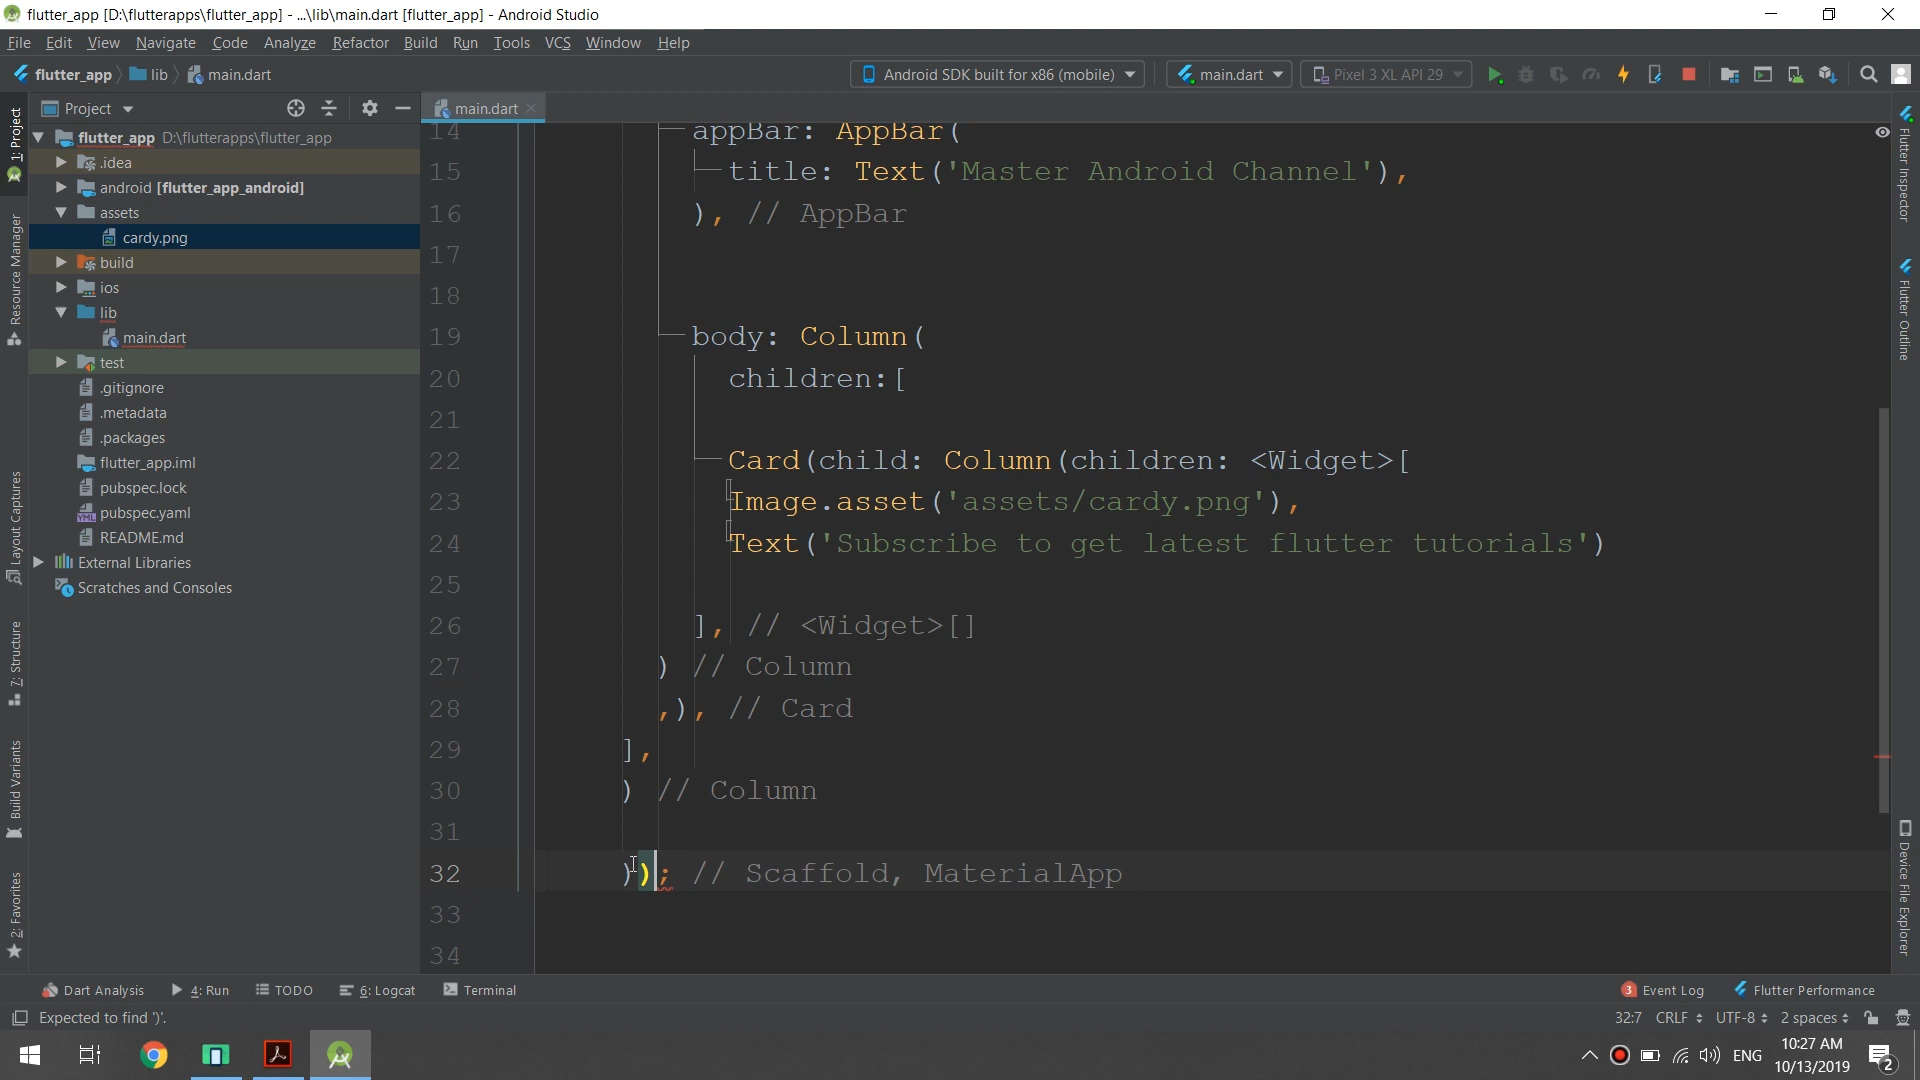 flutter_app [D:\flutterapps\flutter_app] - ...\lib\main.dart [flutter_app] - Android Studio
File Edit View Navigate Code Analyze Refactor Build Run Tools VCS Window Help
flutter_app lib main.dart Android SDK built for x86 (mobile) main.dart Pixel 3 XL API 29
Project
main.dart
1: Project
Resource Manager
Layout Captures
7: Structure
Build Variants
2: Favorites
flutter_app D:\flutterapps\flutter_app
.idea
android [flutter_app_android]
assets
cardy.png
build
ios
lib
main.dart
test
.gitignore
.metadata
.packages
flutter_app.iml
pubspec.lock
pubspec.yaml
README.md
External Libraries
Scratches and Consoles
14 appBar: AppBar(
15 title: Text('Master Android Channel'),
16 ), // AppBar
17
18
19 body: Column(
20 children:[
21
22 Card(child: Column(children: <Widget>[
23 Image.asset('assets/cardy.png'),
24 Text('Subscribe to get latest flutter tutorials')
25
26 ], // <Widget>[]
27 ) // Column
28 ,), // Card
29 ],
30 ) // Column
31
32 )); // Scaffold, MaterialApp
33
34
Flutter Inspector
Flutter Outline
Device File Explorer
Dart Analysis 4: Run TODO 6: Logcat Terminal 3 Event Log Flutter Performance
Expected to find ')'. 32:7 CRLF UTF-8 2 spaces
ENG 10:27 AM
10/13/2019 2